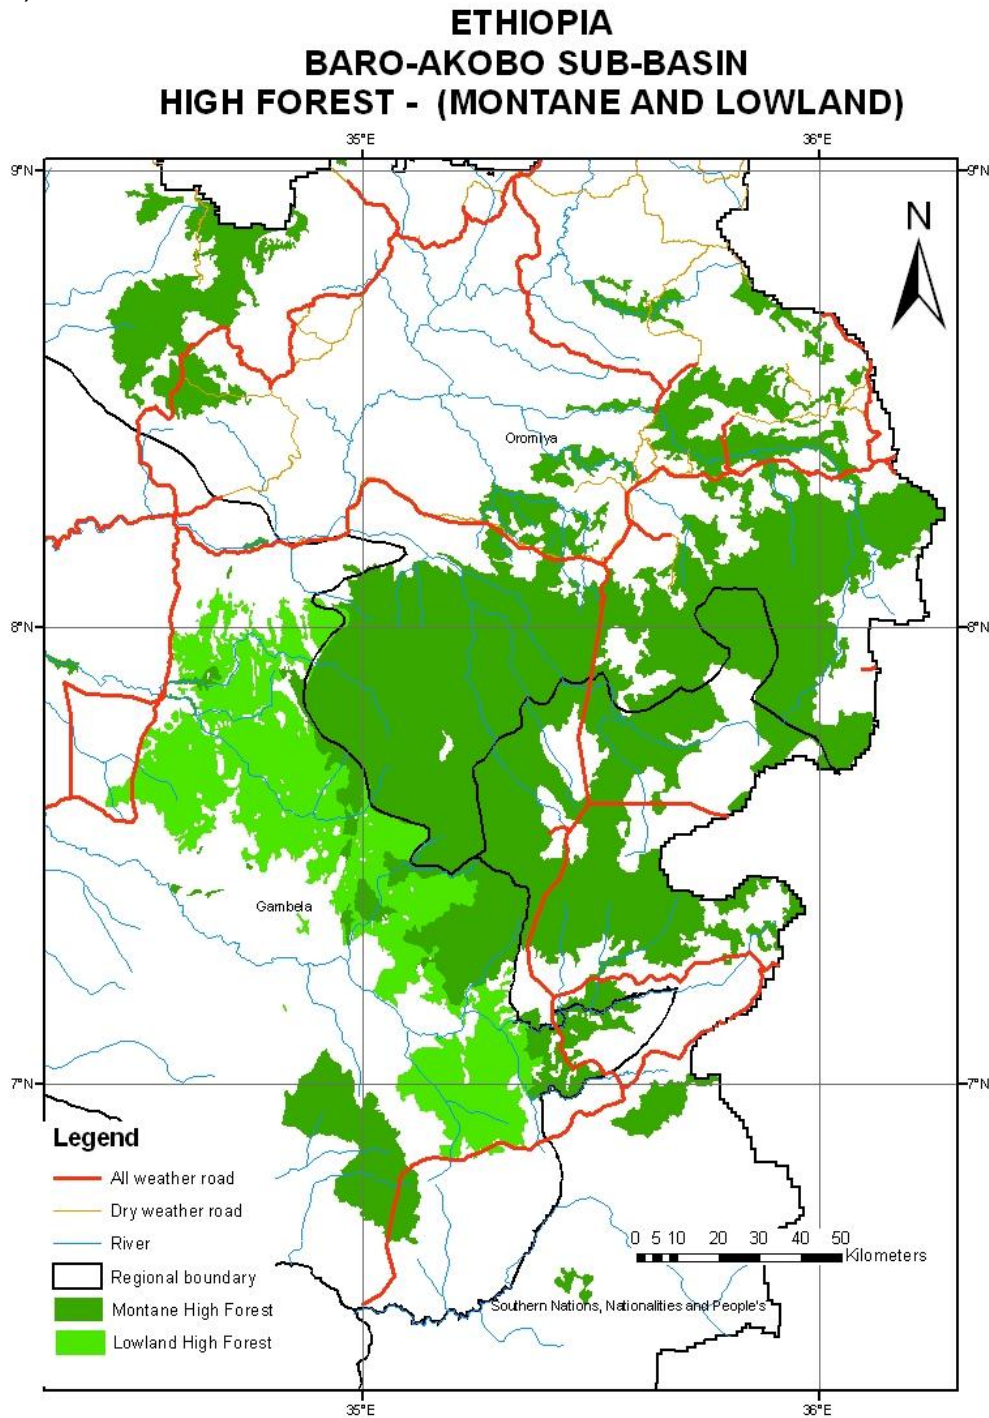 ETHIOPIA
BARO-AKOBO SUB-BASIN
HIGH FOREST - (MONTANE AND LOWLAND)
35°E 36°E
9°N 9°N
N
Oromiya
8°N 8°N
Gambela
7°N 7°N
Legend
All weather road
Dry weather road
River
Regional boundary
Montane High Forest
Lowland High Forest
0 5 10 20 30 40 50
Kilometers
Southern Nations, Nationalities and People's
35°E 36°E